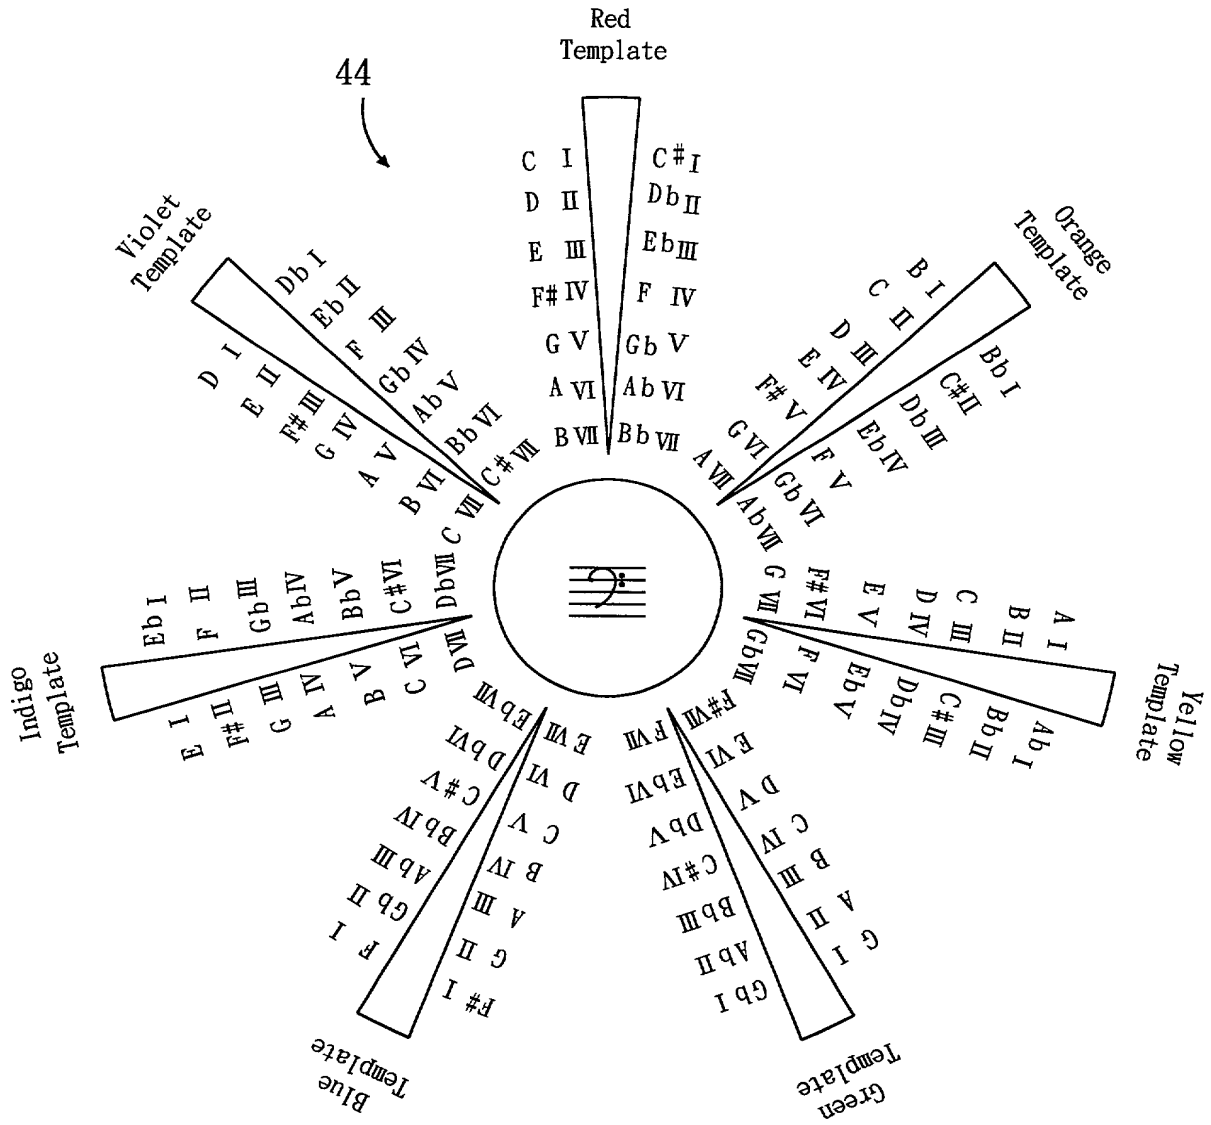 Red
Template
44
C I
D II
E III
F# IV
G V
A VI
B VII
C# I
Db II
Eb III
F IV
Gb V
Ab VI
Bb VII
Orange
Template
B I
C II
D III
E IV
F# V
G VI
A VII
Bb I
C# II
Db III
Eb IV
F V
Gb VI
Ab VII
Yellow
Template
A I
B II
C III
D IV
E V
F# VI
G VII
Ab I
Bb II
C# III
Db IV
Eb V
F VI
Gb VII
Green
Template
G I
A II
B III
C IV
D V
E VI
F# VII
Gb I
Ab II
Bb III
C# IV
Db V
Eb VI
F VII
Blue
Template
F# I
G II
A III
B IV
C V
D VI
E VII
F I
Gb II
Ab III
Bb IV
C# V
Db VI
Eb VII
Indigo
Template
E I
F# II
G III
A IV
B V
C VI
D VII
Eb I
F II
Gb III
Ab IV
Bb V
C# VI
Db VII
Violet
Template
D I
E II
F# III
G IV
A V
B VI
C VII
Db I
Eb II
F III
Gb IV
Ab V
Bb VI
C# VII